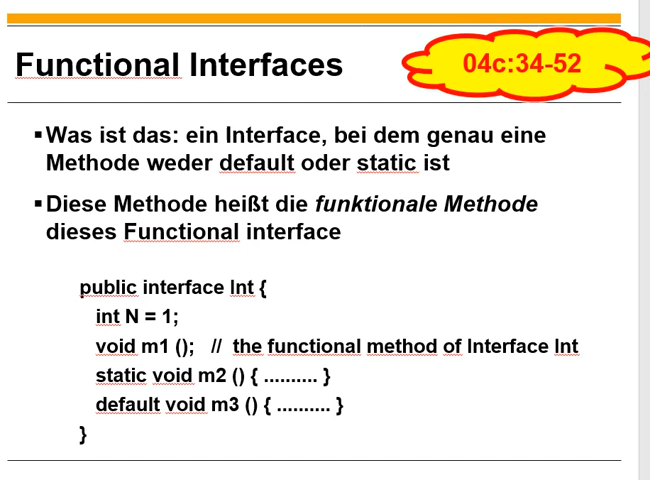 Functional Interfaces
04c:34-52
▪Was ist das: ein Interface, bei dem genau eine
Methode weder default oder static ist
▪Diese Methode heißt die funktionale Methode
dieses Functional interface
public interface Int {
int N = 1;
void m1 (); // the functional method of Interface Int
static void m2 () { .......... }
default void m3 () { .......... }
}